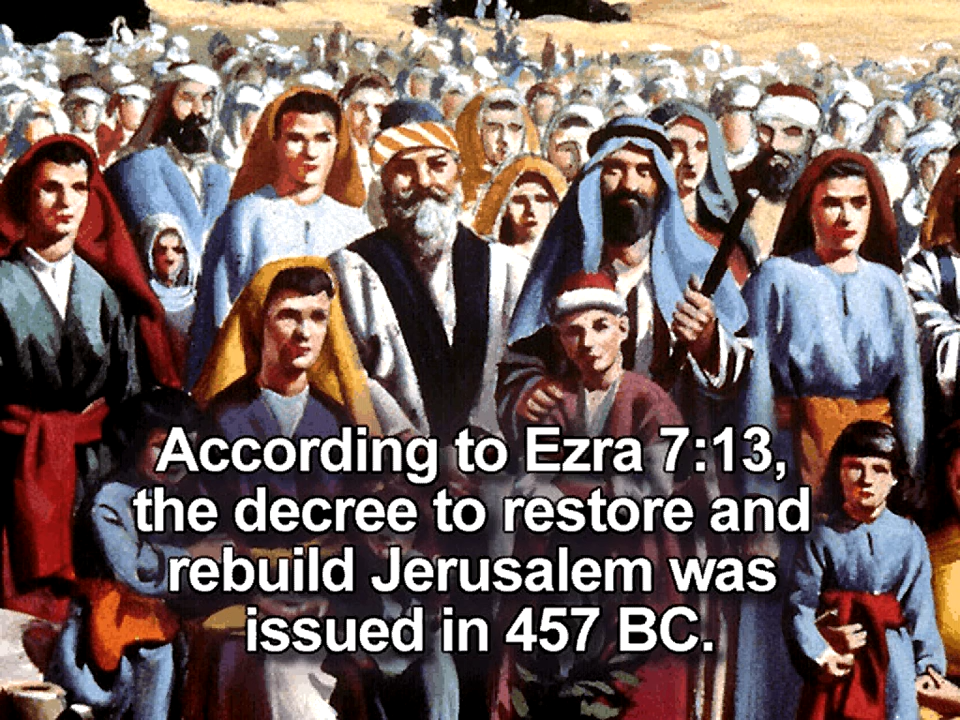 According to Ezra 7:13,
the decree to restore and
rebuild Jerusalem was
issued in 457 BC.